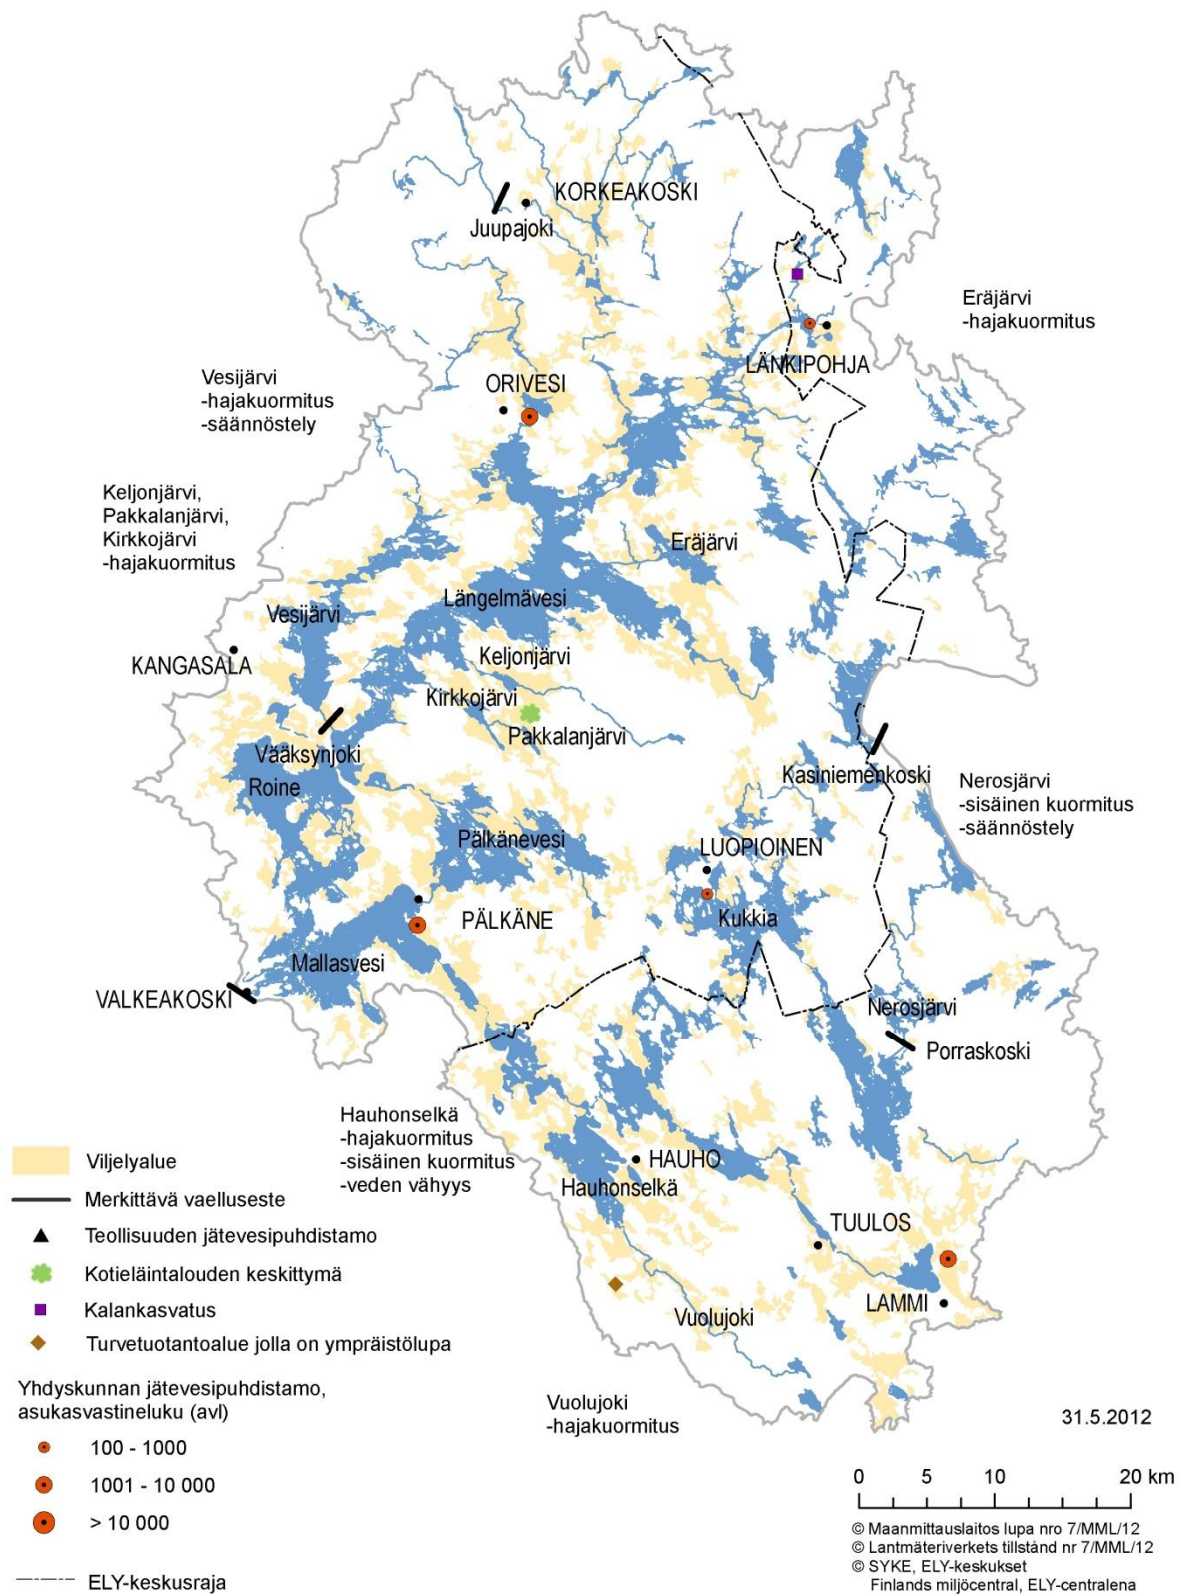 KORKEAKOSKI
Juupajoki
Eräjärvi
-hajakuormitus
LÄNKIPOHJA
Vesijärvi
-hajakuormitus
-säännöstely
ORIVESI
Keljonjärvi,
Pakkalanjärvi,
Kirkkojärvi
-hajakuormitus
Eräjärvi
Längelmävesi
Vesijärvi
KANGASALA
Keljonjärvi
Kirkkojärvi
Pakkalanjärvi
Vääksynjoki
Roine
Kasiniemenkoski
Nerosjärvi
-sisäinen kuormitus
-säännöstely
Pälkänevesi
LUOPIOINEN
Kukkia
PÄLKÄNE
Mallasvesi
VALKEAKOSKI
Nerosjärvi
Porraskoski
Hauhonselkä
-hajakuormitus
-sisäinen kuormitus
-veden vähyys
HAUHO
Hauhonselkä
TUULOS
LAMMI
Vuolujoki
Vuolujoki
-hajakuormitus
Viljelyalue
Merkittävä vaelluseste
Teollisuuden jätevesipuhdistamo
Kotieläintalouden keskittymä
Kalankasvatus
Turvetuotantoalue jolla on ympräistölupa
Yhdyskunnan jätevesipuhdistamo,
asukasvastineluku (avl)
100 - 1000
1001 - 10 000
> 10 000
ELY-keskusraja
31.5.2012
0 5 10 20 km
© Maanmittauslaitos lupa nro 7/MML/12
© Lantmäteriverkets tillstånd nr 7/MML/12
© SYKE, ELY-keskukset
Finlands miljöcentral, ELY-centralena